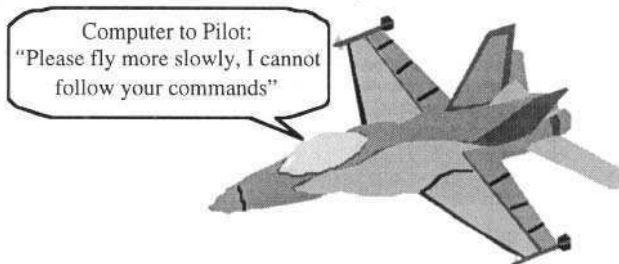 Computer to Pilot:
“Please fly more slowly, I cannot
follow your commands”